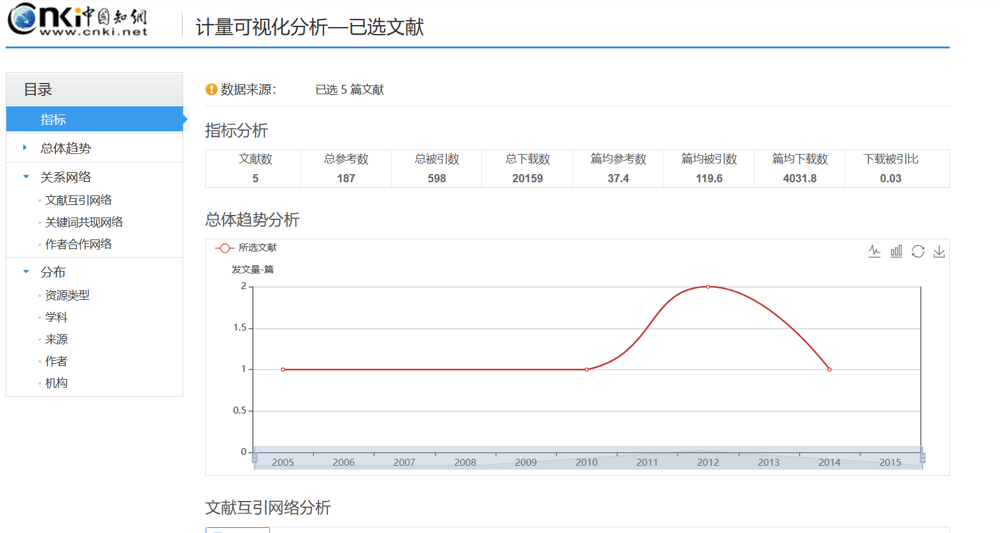 cnki中国知網
www.cnki.net
计量可视化分析—已选文献
目录
指标
总体趋势
关系网络
文献互引网络
关键词共现网络
作者合作网络
分布
资源类型
学科
来源
作者
机构
数据来源： 已选 5 篇文献
指标分析
文献数 总参考数 总被引数 总下载数 篇均参考数 篇均被引数 篇均下载数 下载被引比
5 187 598 20159 37.4 119.6 4031.8 0.03
总体趋势分析
所选文献
发文量-篇
2
1.5
1
0.5
0
2005 2006 2007 2008 2009 2010 2011 2012 2013 2014 2015
文献互引网络分析